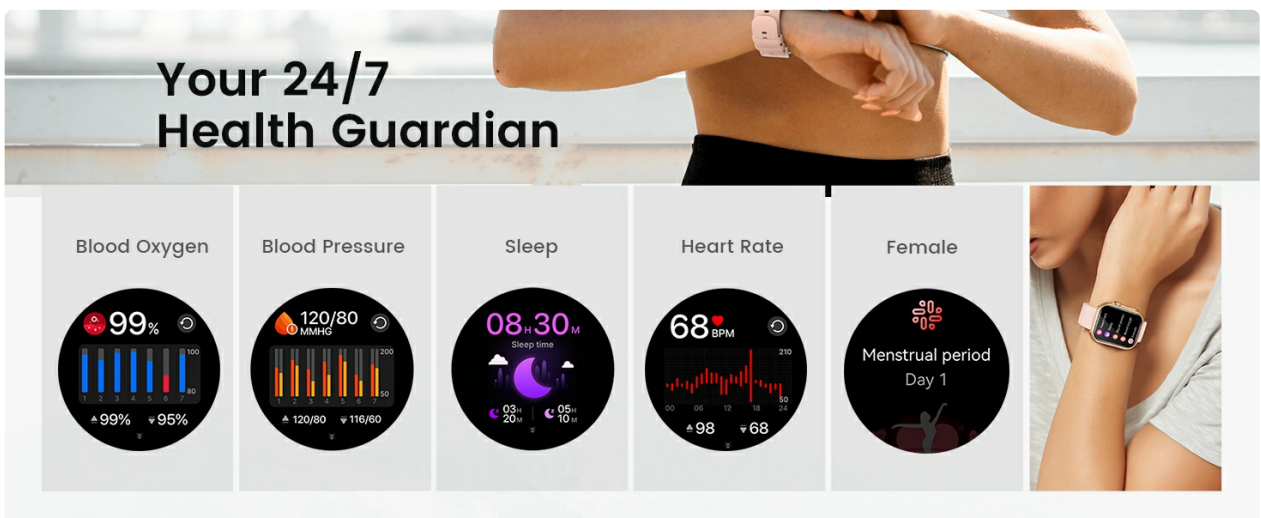 Your 24/7
Health Guardian
Blood Oxygen
Blood Pressure
Sleep
Heart Rate
Female
99%
100
80
1 2 3 4 5 6 7
99% 95%
120/80
MMHG
200
50
1 2 3 4 5 6 7
120/80 116/60
08H30M
Sleep time
03H 20M
05H 10M
68 BPM
210
50
00 06 12 18 24
98 68
Menstrual period
Day 1